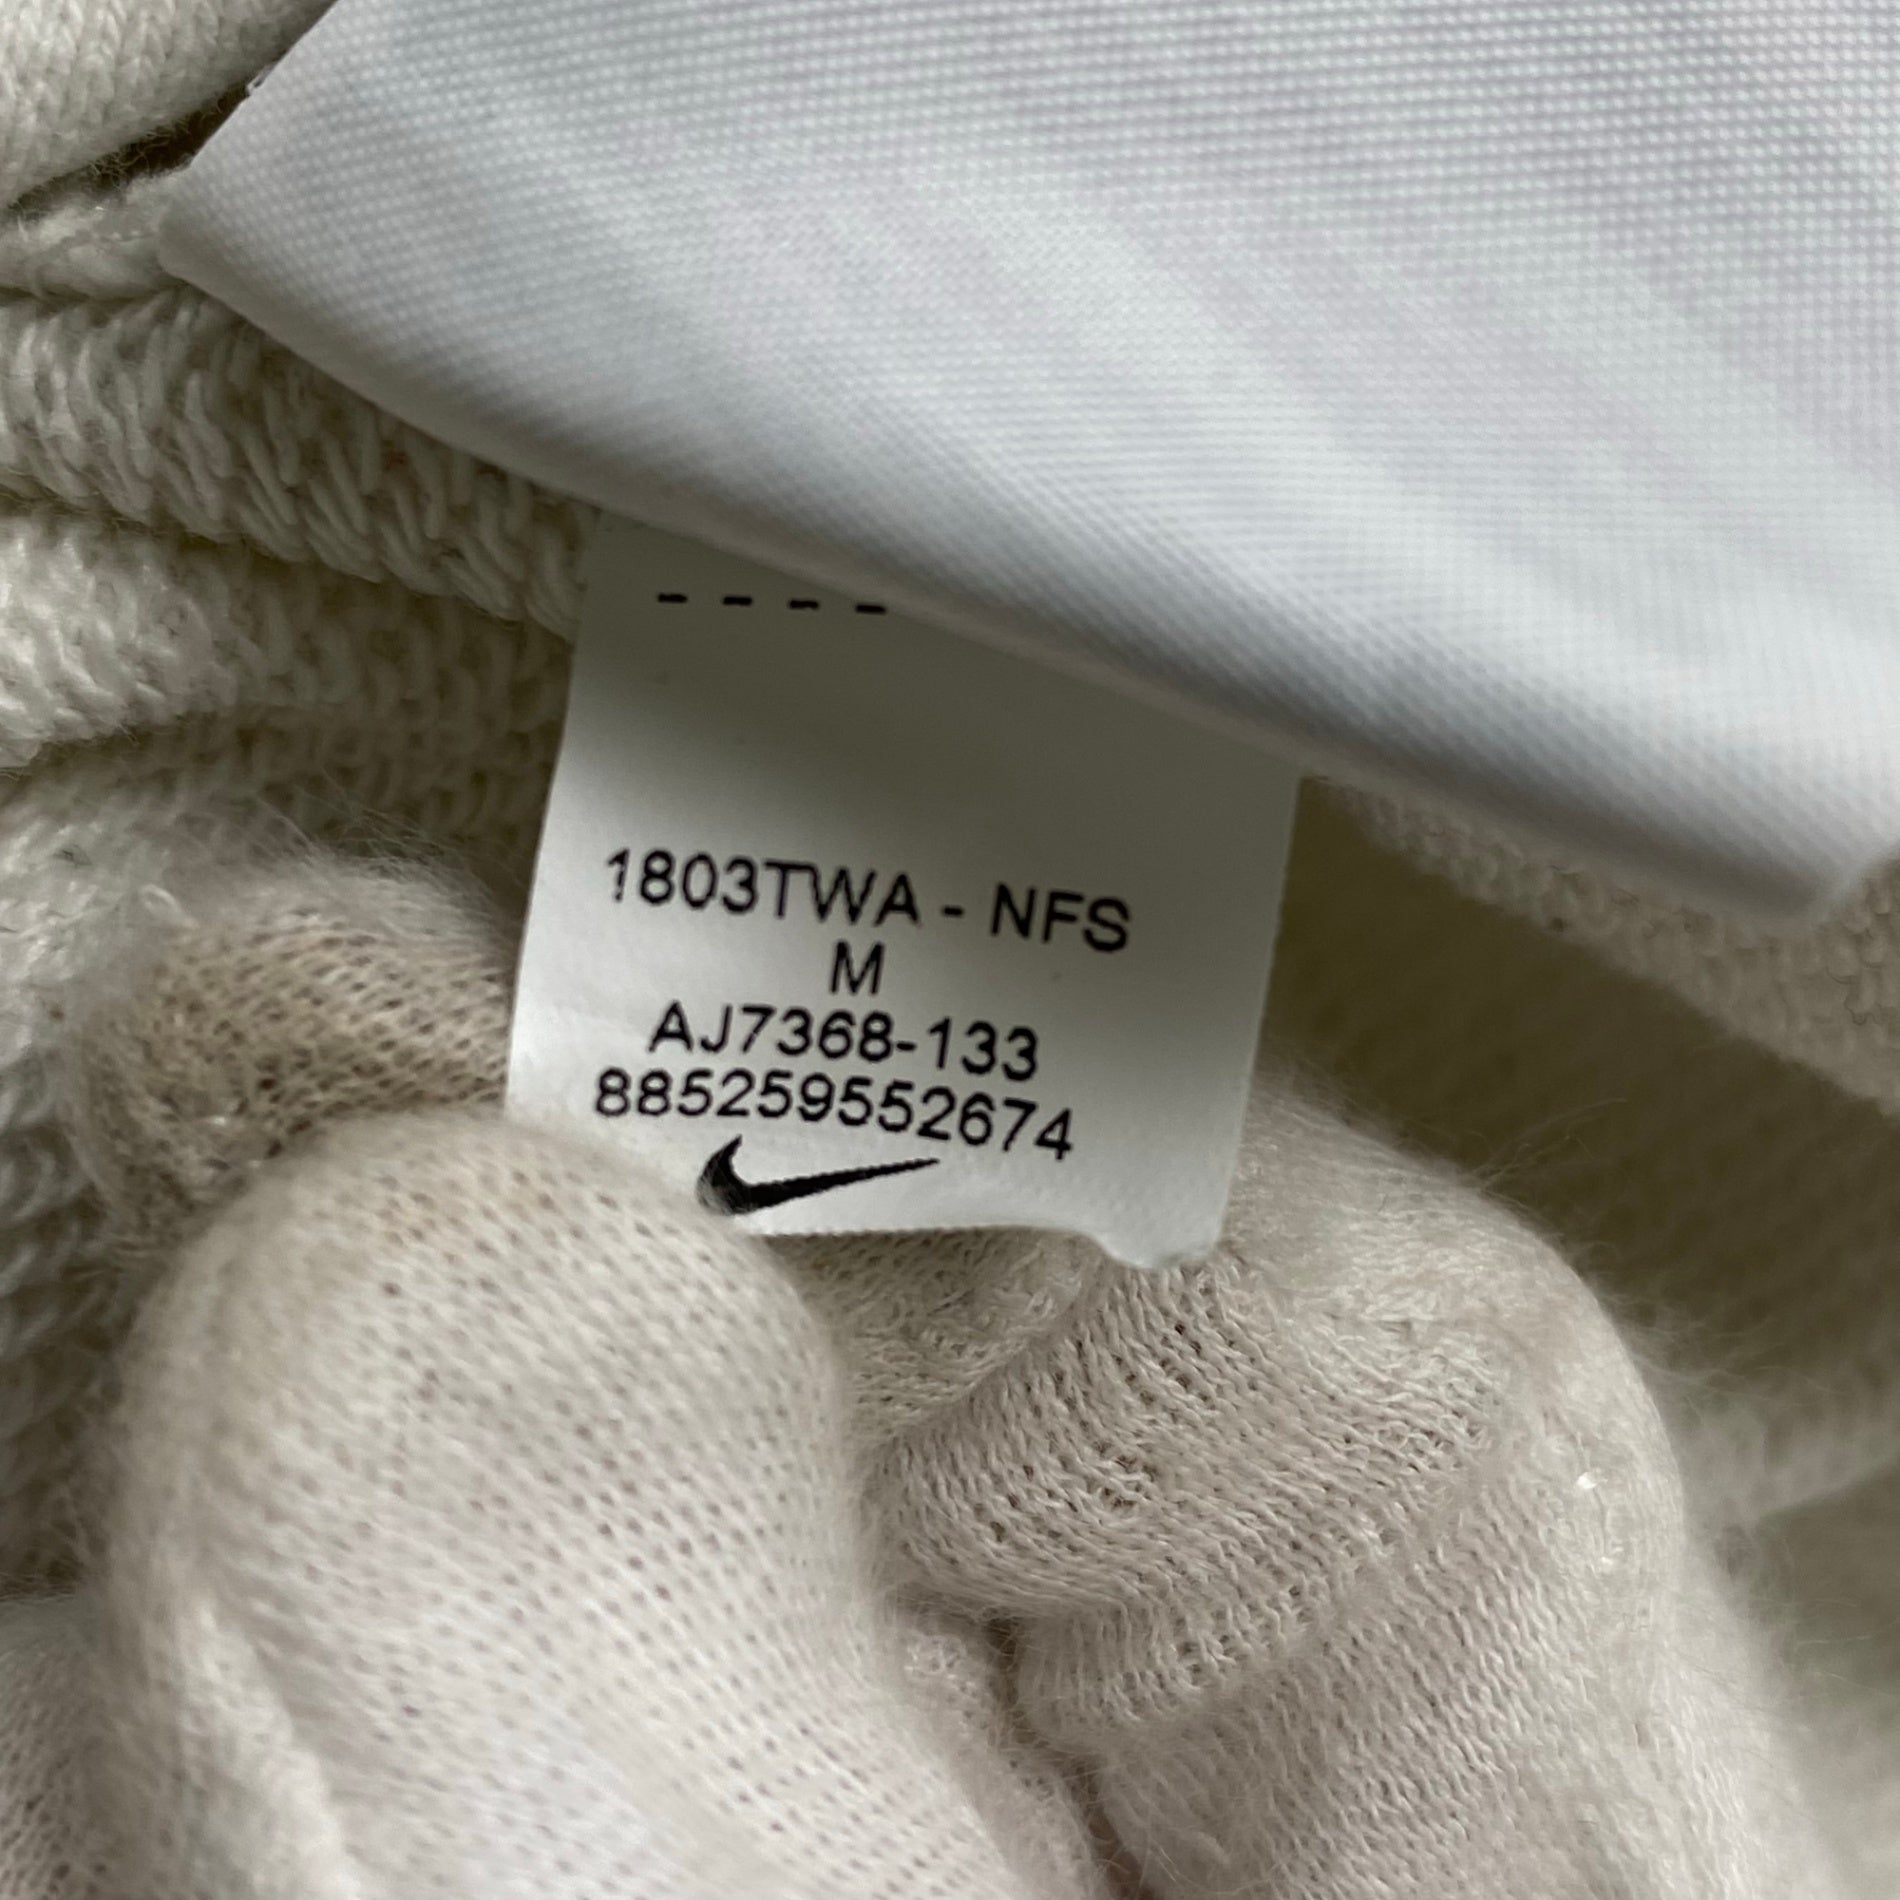 - - - -
1803TWA - NFS
M
AJ7368-133
885259552674